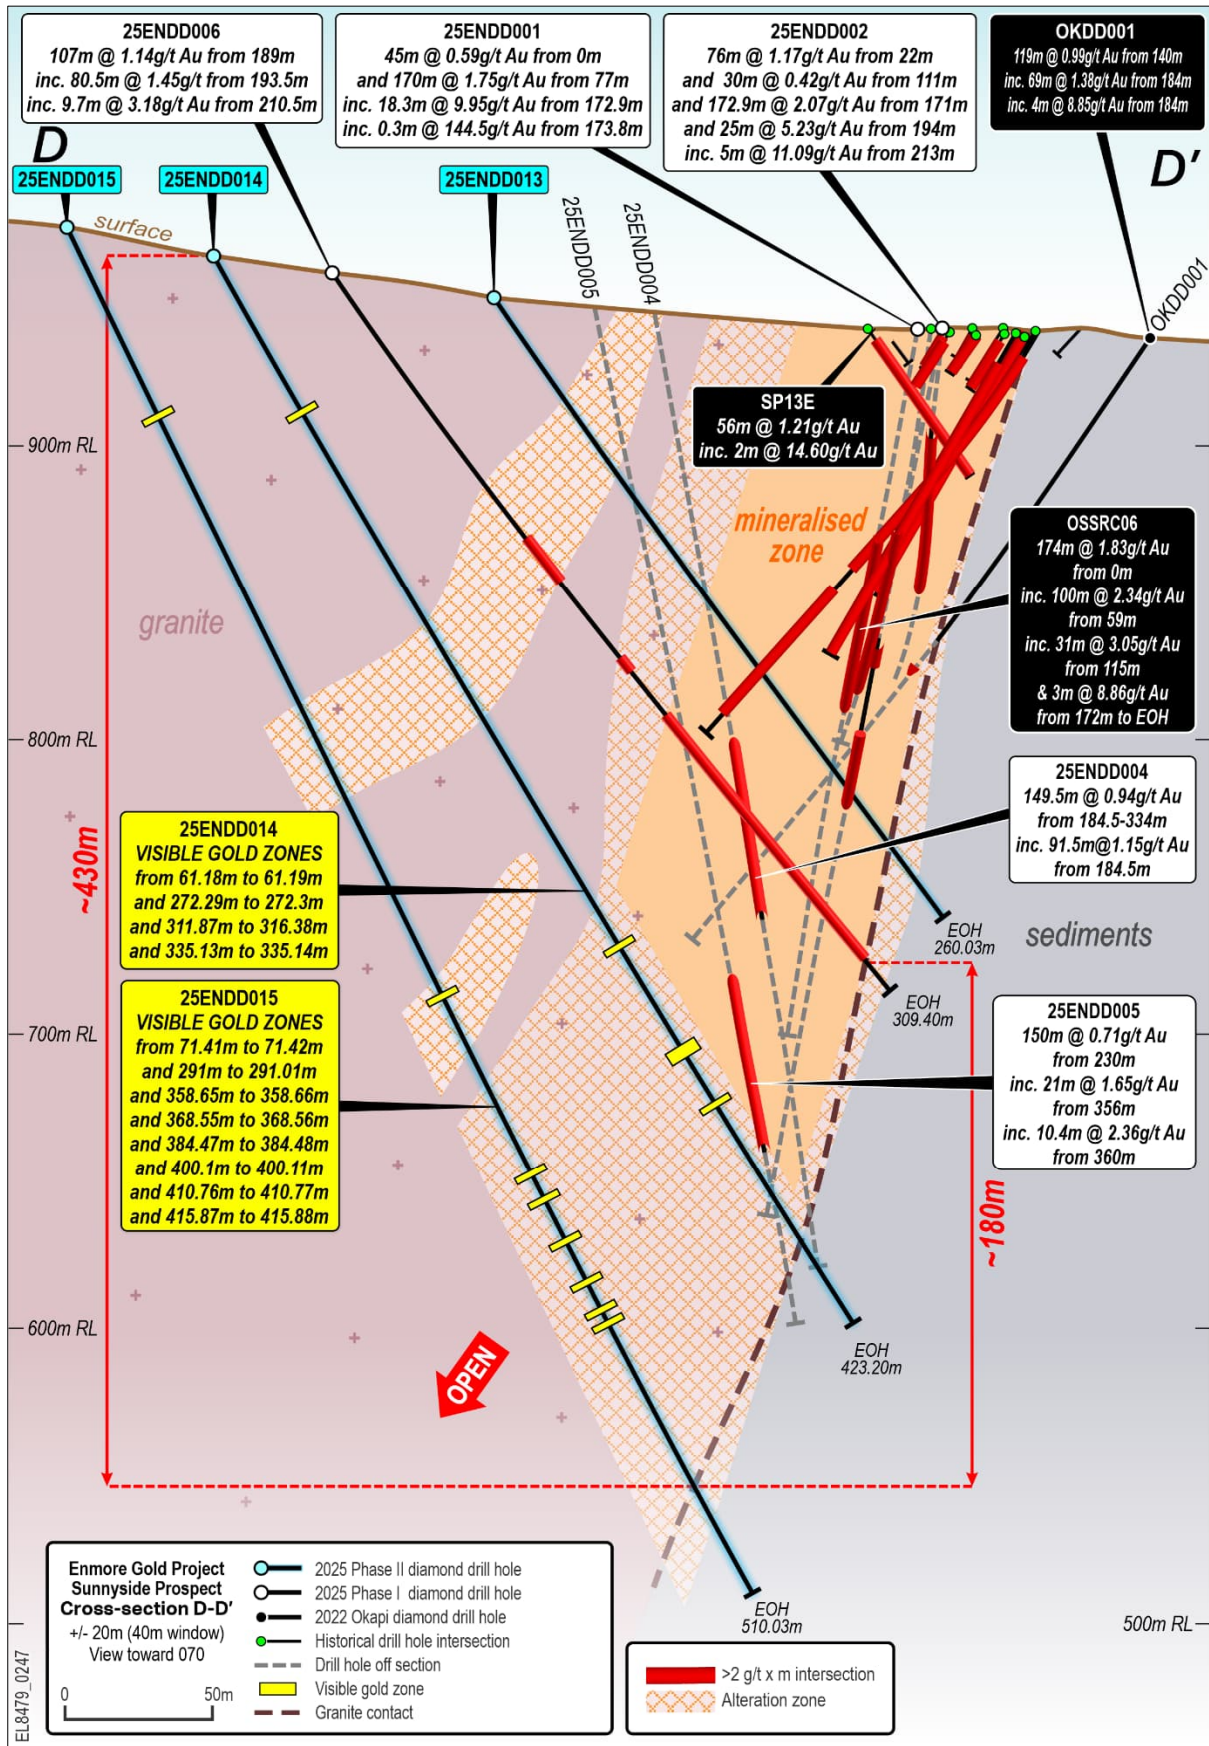 25ENDD006
107m @ 1.14g/t Au from 189m
inc. 80.5m @ 1.45g/t from 193.5m
inc. 9.7m @ 3.18g/t Au from 210.5m
25ENDD001
45m @ 0.59g/t Au from 0m
and 170m @ 1.75g/t Au from 77m
inc. 18.3m @ 9.95g/t Au from 172.9m
inc. 0.3m @ 144.5g/t Au from 173.8m
25ENDD002
76m @ 1.17g/t Au from 22m
and 30m @ 0.42g/t Au from 111m
and 172.9m @ 2.07g/t Au from 171m
and 25m @ 5.23g/t Au from 194m
inc. 5m @ 11.09g/t Au from 213m
OKDD001
119m @ 0.99g/t Au from 140m
inc. 69m @ 1.38g/t Au from 184m
inc. 4m @ 8.85g/t Au from 184m
D
D'
25ENDD015
25ENDD014
25ENDD013
surface
25ENDD005
25ENDD004
OKDD001
SP13E
56m @ 1.21g/t Au
inc. 2m @ 14.60g/t Au
900m RL
mineralised
zone
OSSRC06
174m @ 1.83g/t Au
from 0m
inc. 100m @ 2.34g/t Au
from 59m
inc. 31m @ 3.05g/t Au
from 115m
& 3m @ 8.86g/t Au
from 172m to EOH
granite
800m RL
25ENDD004
149.5m @ 0.94g/t Au
from 184.5-334m
inc. 91.5m@1.15g/t Au
from 184.5m
~430m
25ENDD014
VISIBLE GOLD ZONES
from 61.18m to 61.19m
and 272.29m to 272.3m
and 311.87m to 316.38m
and 335.13m to 335.14m
EOH
260.03m
sediments
EOH
309.40m
25ENDD015
VISIBLE GOLD ZONES
from 71.41m to 71.42m
and 291m to 291.01m
and 358.65m to 358.66m
and 368.55m to 368.56m
and 384.47m to 384.48m
and 400.1m to 400.11m
and 410.76m to 410.77m
and 415.87m to 415.88m
700m RL
25ENDD005
150m @ 0.71g/t Au
from 230m
inc. 21m @ 1.65g/t Au
from 356m
inc. 10.4m @ 2.36g/t Au
from 360m
~180m
600m RL
EOH
423.20m
OPEN
EOH
510.03m
500m RL
Enmore Gold Project
Sunnyside Prospect
Cross-section D-D'
+/- 20m (40m window)
View toward 070
0 50m
2025 Phase II diamond drill hole
2025 Phase I diamond drill hole
2022 Okapi diamond drill hole
Historical drill hole intersection
Drill hole off section
Visible gold zone
Granite contact
>2 g/t x m intersection
Alteration zone
EL8479_0247